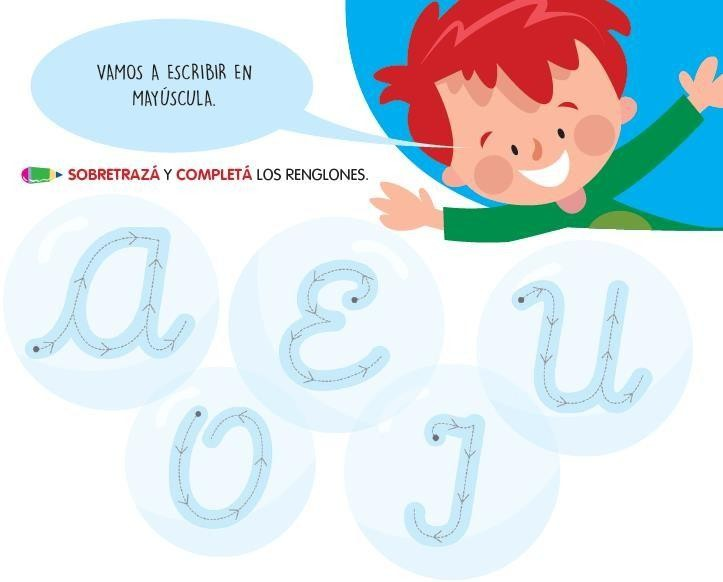 VAMOS A ESCRIBIR EN
MAYÚSCULA.
SOBRETRAZÁ Y COMPLETÁ LOS RENGLONES.
A E U
O I